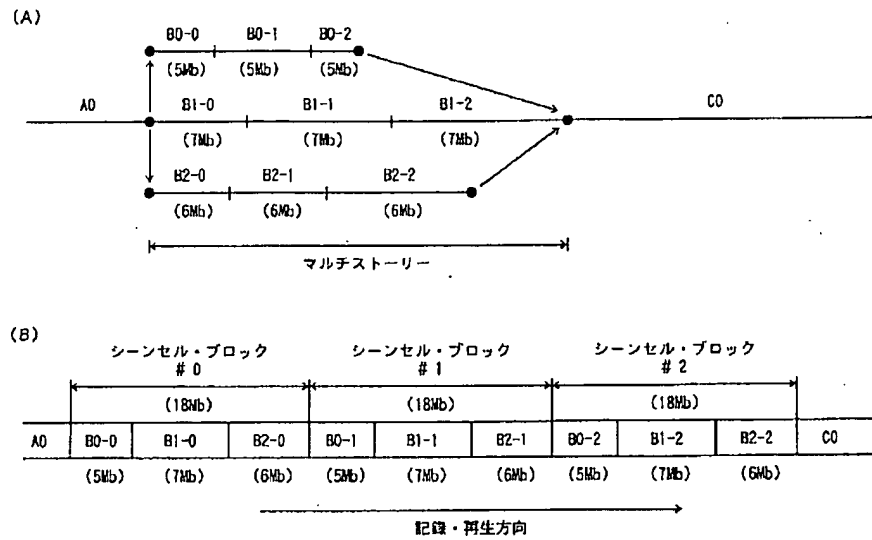 (A)
B0-0 B0-1 B0-2
(5Mb) (5Mb) (5Mb)
A0 B1-0 B1-1 B1-2 C0
(7Mb) (7Mb) (7Mb)
B2-0 B2-1 B2-2
(6Mb) (6Mb) (6Mb)
マルチストーリー
(B)
シーンセル・ブロック シーンセル・ブロック シーンセル・ブロック
#0 #1 #2
(18Mb) (18Mb) (18Mb)
A0 B0-0 B1-0 B2-0 B0-1 B1-1 B2-1 B0-2 B1-2 B2-2 C0
(5Mb) (7Mb) (6Mb) (5Mb) (7Mb) (6Mb) (5Mb) (7Mb) (6Mb)
記録・再生方向